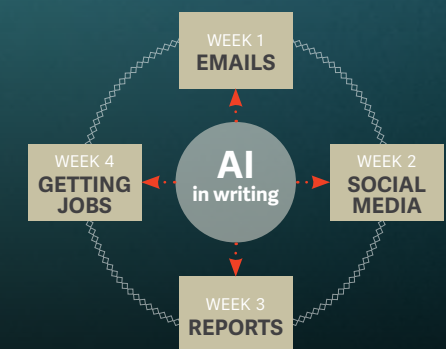 WEEK 1
EMAILS
WEEK 4
GETTING
JOBS
AI
in writing
WEEK 2
SOCIAL
MEDIA
WEEK 3
REPORTS